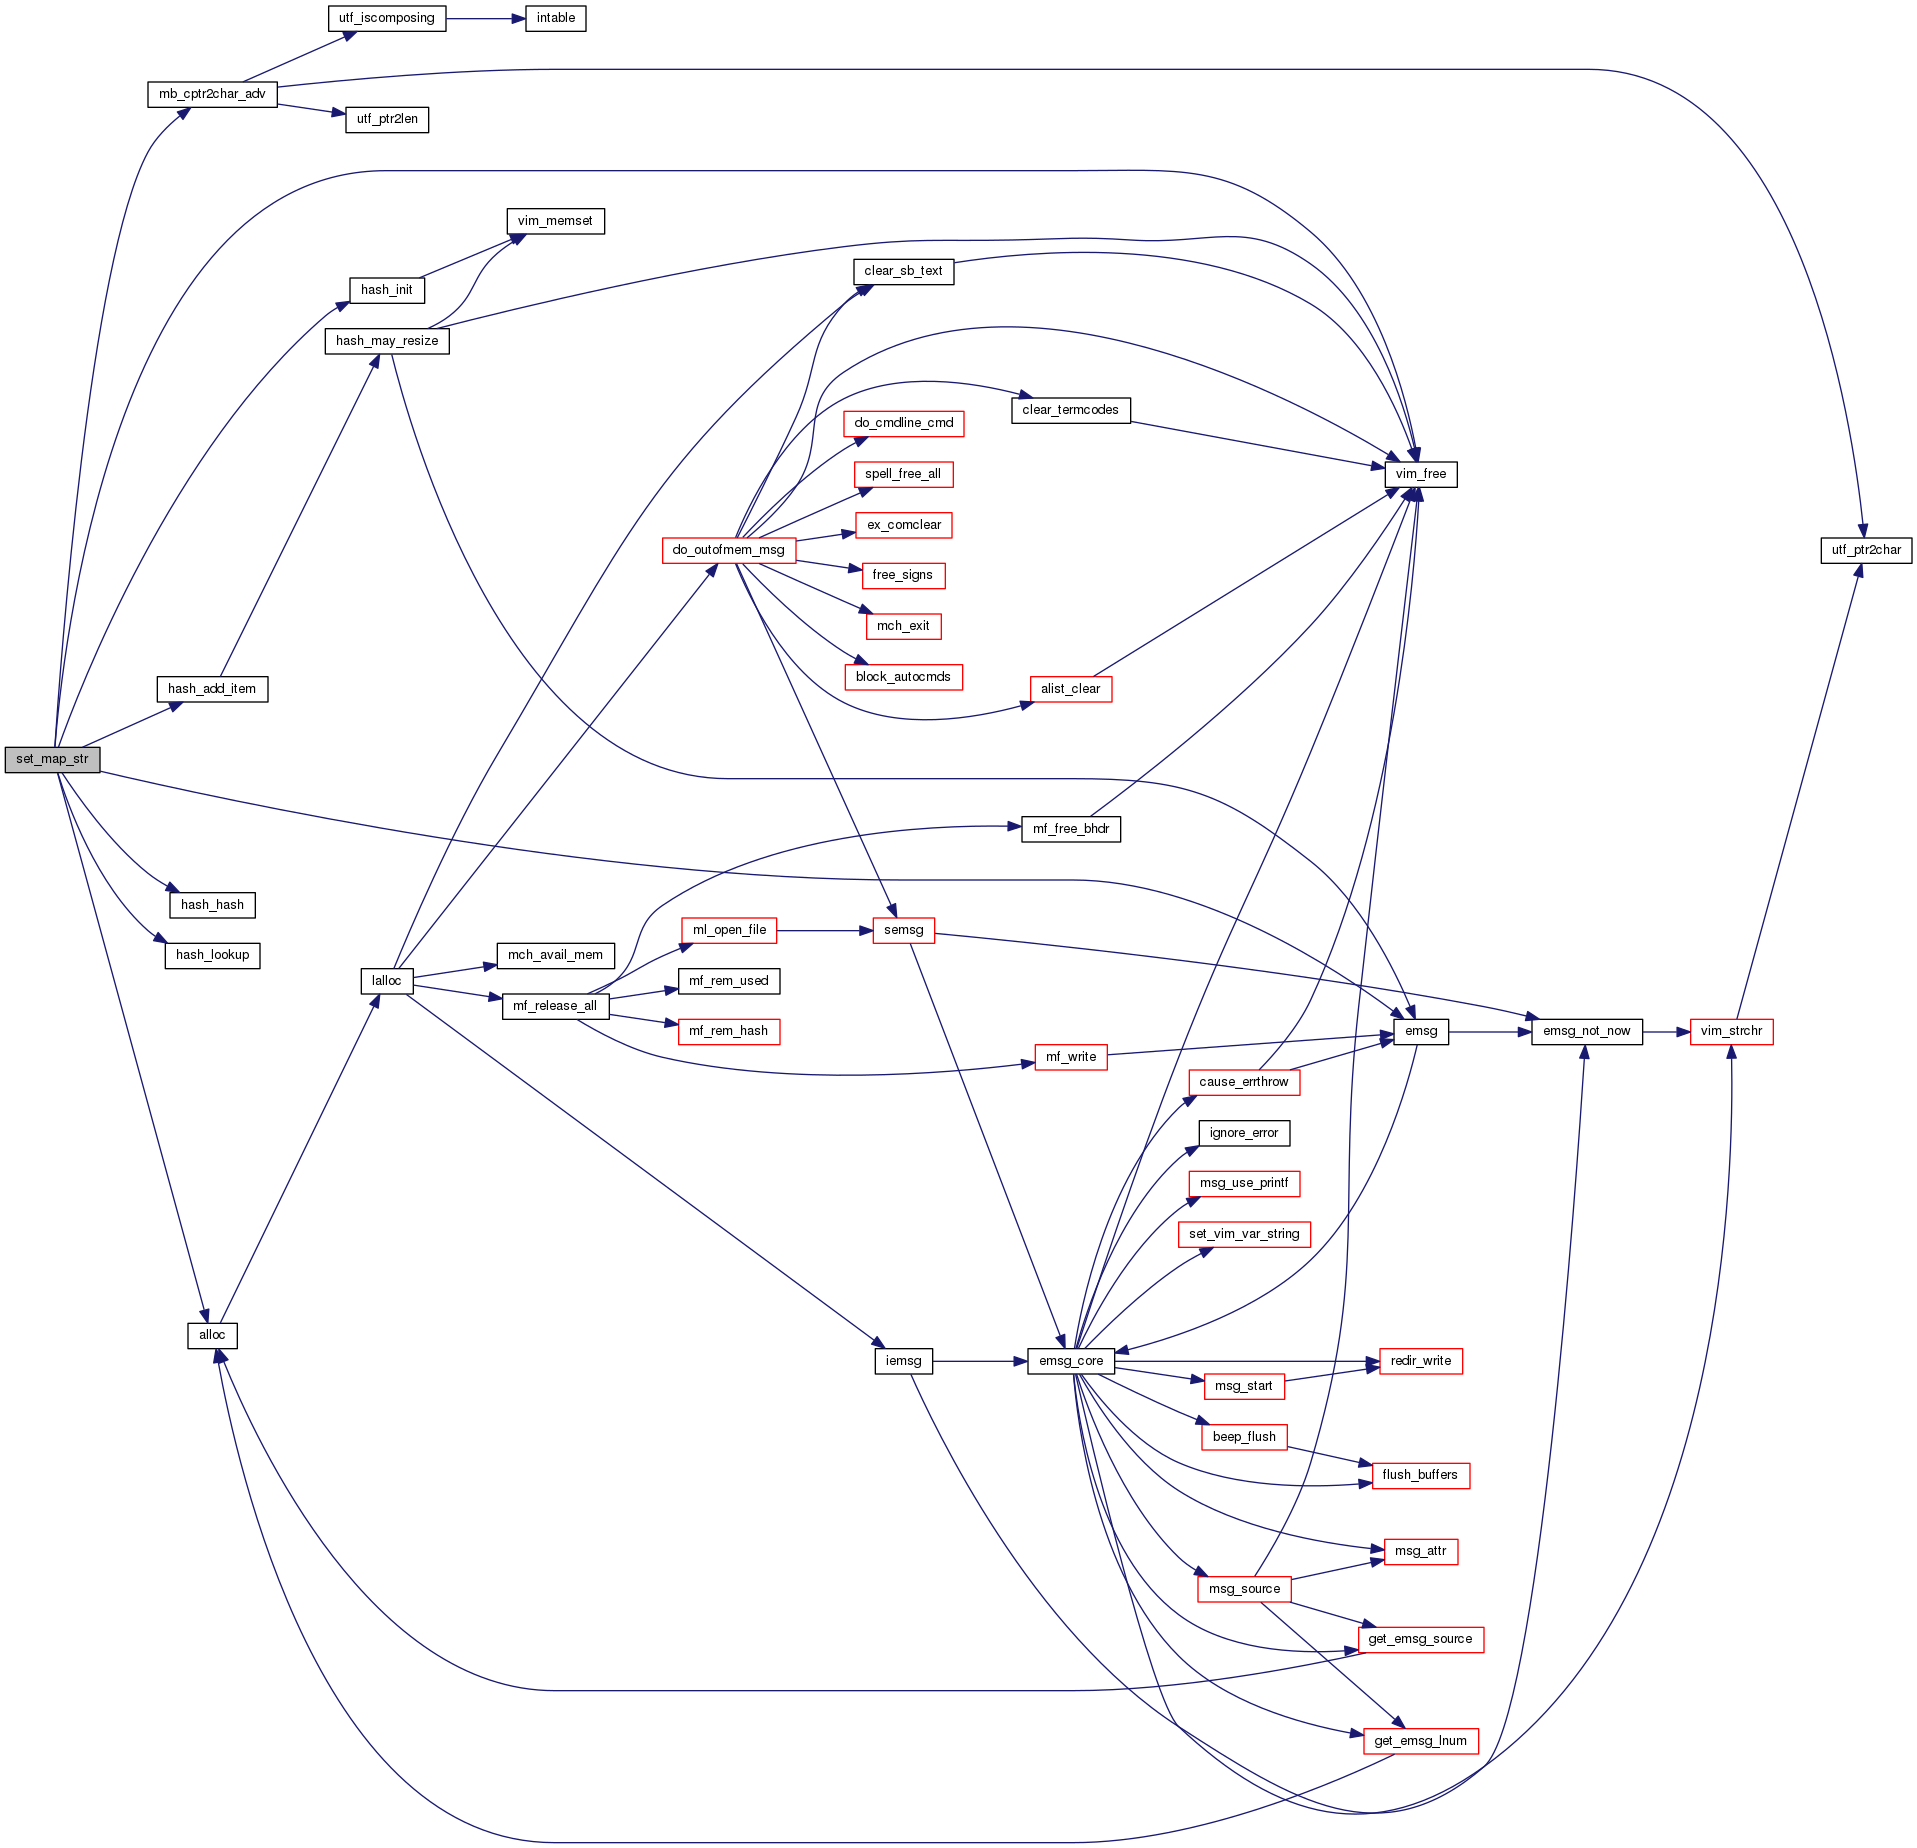 utf_iscomposing
intable
mb_cptr2char_adv
utf_ptr2len
vim_memset
clear_sb_text
hash_init
hash_may_resize
clear_termcodes
do_cmdline_cmd
spell_free_all
vim_free
ex_comclear
do_outofmem_msg
utf_ptr2char
free_signs
mch_exit
block_autocmds
hash_add_item
alist_clear
set_map_str
mf_free_bhdr
hash_hash
ml_open_file
semsg
hash_lookup
mch_avail_mem
lalloc
mf_rem_used
mf_release_all
mf_rem_hash
emsg
emsg_not_now
vim_strchr
mf_write
cause_errthrow
ignore_error
msg_use_printf
set_vim_var_string
alloc
iemsg
emsg_core
redir_write
msg_start
beep_flush
flush_buffers
msg_attr
msg_source
get_emsg_source
get_emsg_lnum